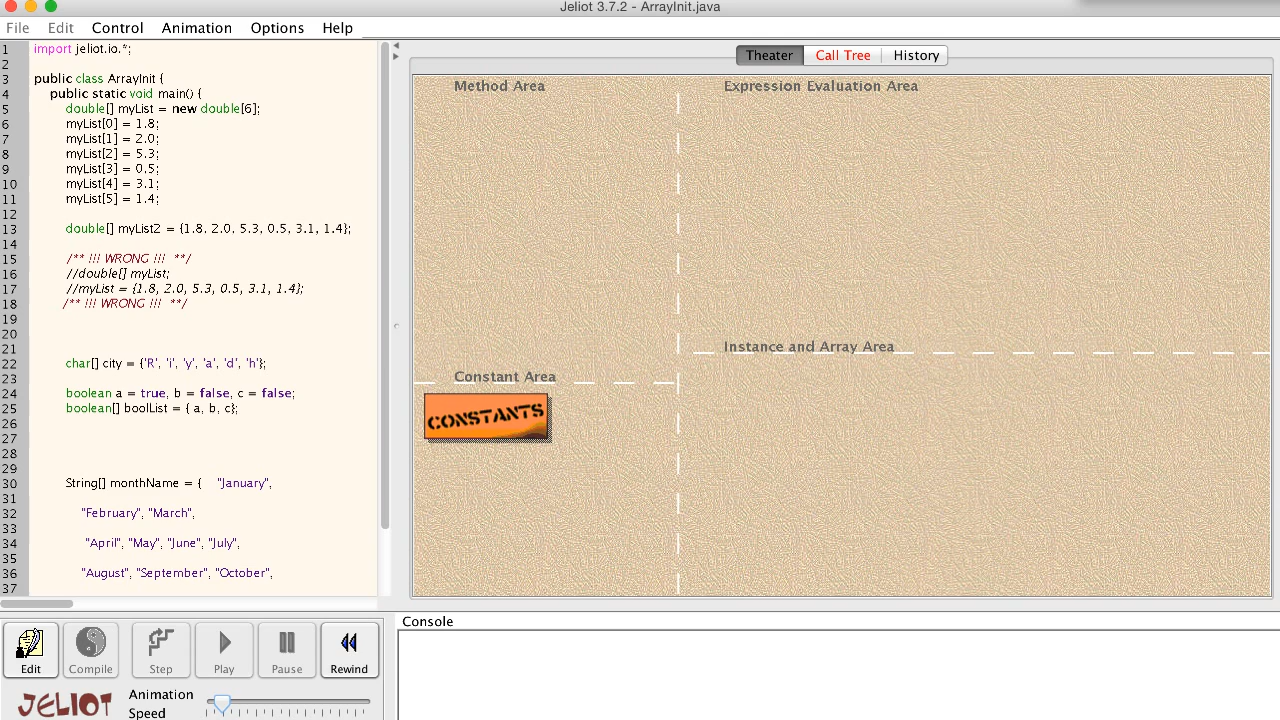 Jeliot 3.7.2 - ArrayInit.java
File Edit Control Animation Options Help
Theater Call Tree History
1 import jeliot.io.*;
2
3 public class ArrayInit {
4 public static void main() {
5 double[] myList = new double[6];
6 myList[0] = 1.8;
7 myList[1] = 2.0;
8 myList[2] = 5.3;
9 myList[3] = 0.5;
10 myList[4] = 3.1;
11 myList[5] = 1.4;
12
13 double[] myList2 = {1.8. 2.0, 5.3, 0.5, 3.1, 1.4};
14
15 /** !!! WRONG !!! **/
16 //double[] myList;
17 //myList = {1.8, 2.0, 5.3, 0.5, 3.1, 1.4};
18 /** !!! WRONG !!! **/
19
20
21
22 char[] city = {'R', 'i', 'y', 'a', 'd', 'h'};
23
24 boolean a = true, b = false, c = false;
25 boolean[] boolList = { a, b, c};
26
27
28
29
30 String[] monthName = { "January",
31
32 "February", "March",
33
34 "April", "May", "June", "July",
35
36 "August", "September", "October",
37
Method Area
Expression Evaluation Area
Instance and Array Area
Constant Area
CONSTANTS
Edit Compile Step Play Pause Rewind
JELIOT
Animation
Speed
Console